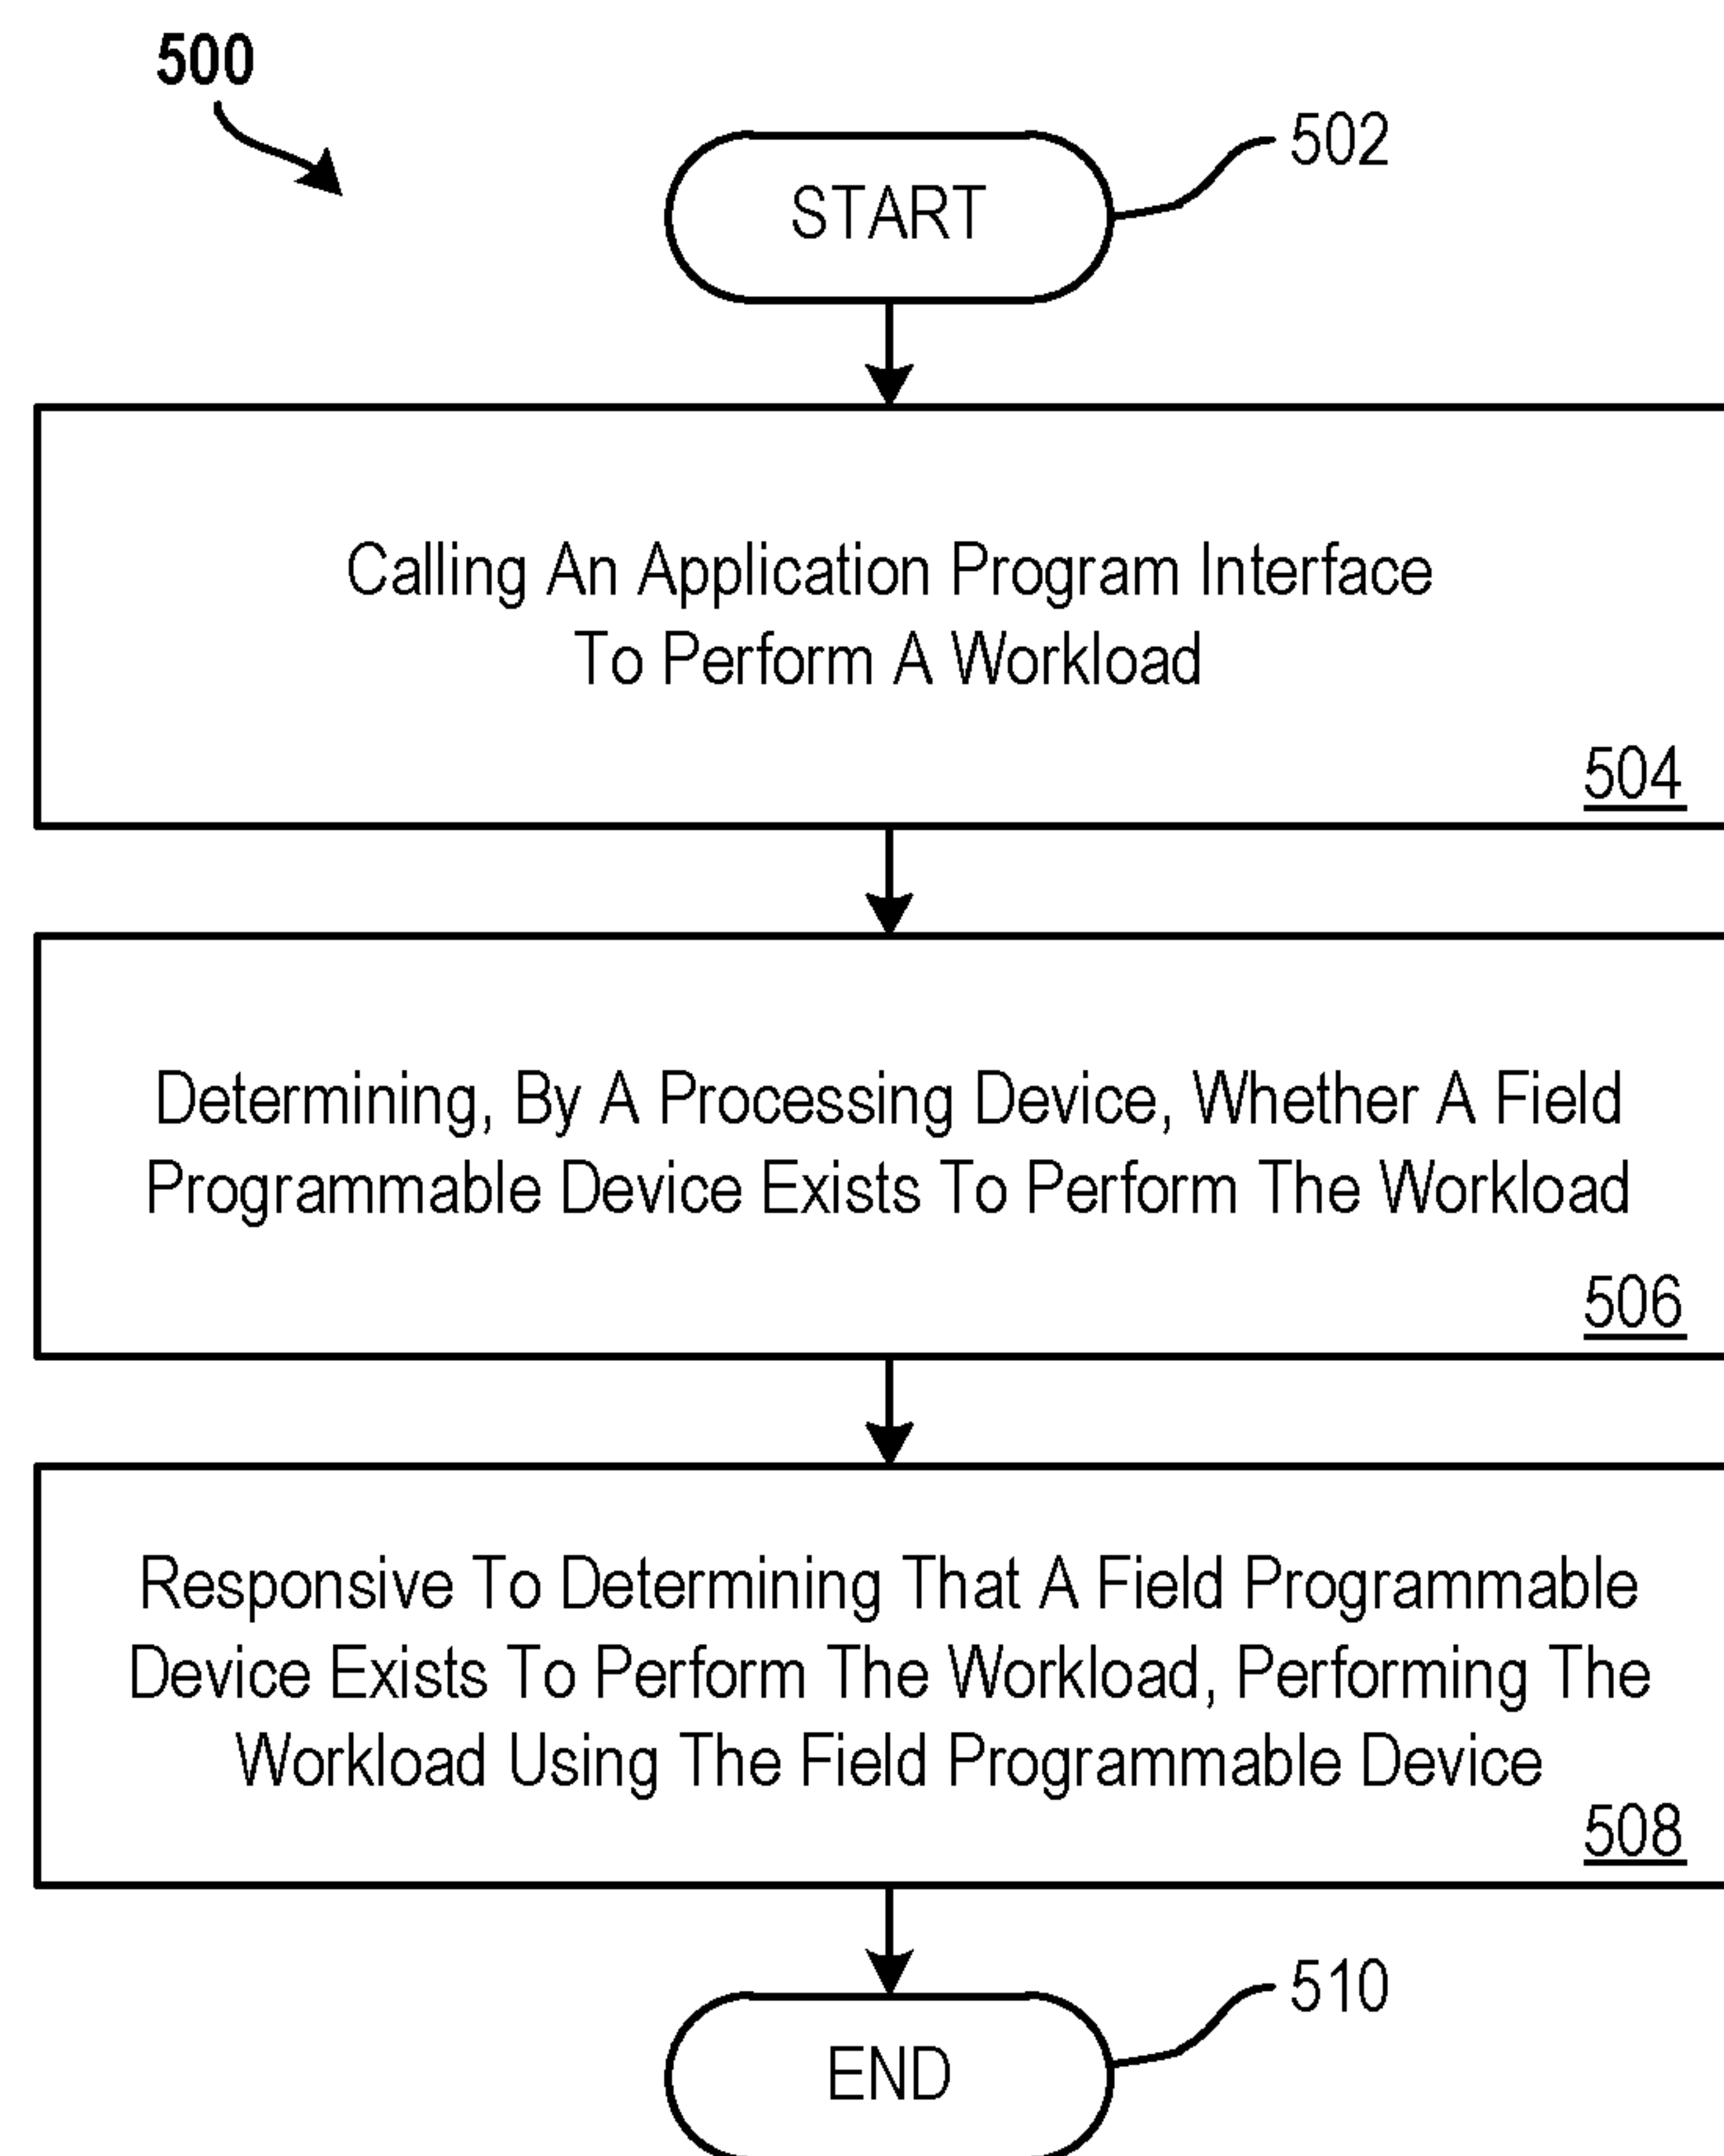 500
502
START
Calling An Application Program Interface
To Perform A Workload
504
Determining, By A Processing Device, Whether A Field
Programmable Device Exists To Perform The Workload
506
Responsive To Determining That A Field Programmable
Device Exists To Perform The Workload, Performing The
Workload Using The Field Programmable Device
508
510
END